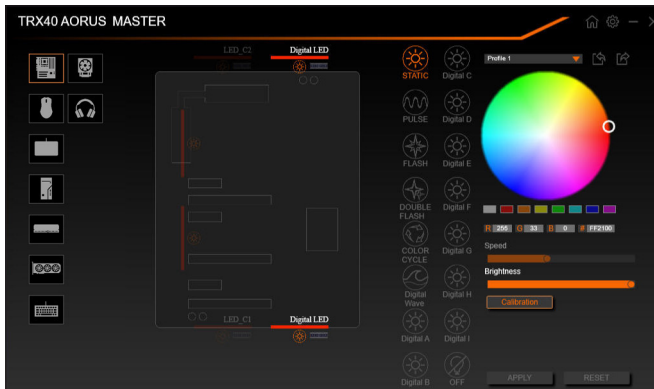 TRX40 AORUS MASTER
LED_C2 Digital LED
STATIC Digital C
PULSE Digital D
FLASH Digital E
DOUBLE FLASH Digital F
COLOR CYCLE Digital G
Digital Wave Digital H
Digital A Digital I
Digital B OFF
LED_C1 Digital LED
Profile 1
R 255 G 33 B 0 # FF2100
Speed
Brightness
Calibration
APPLY RESET